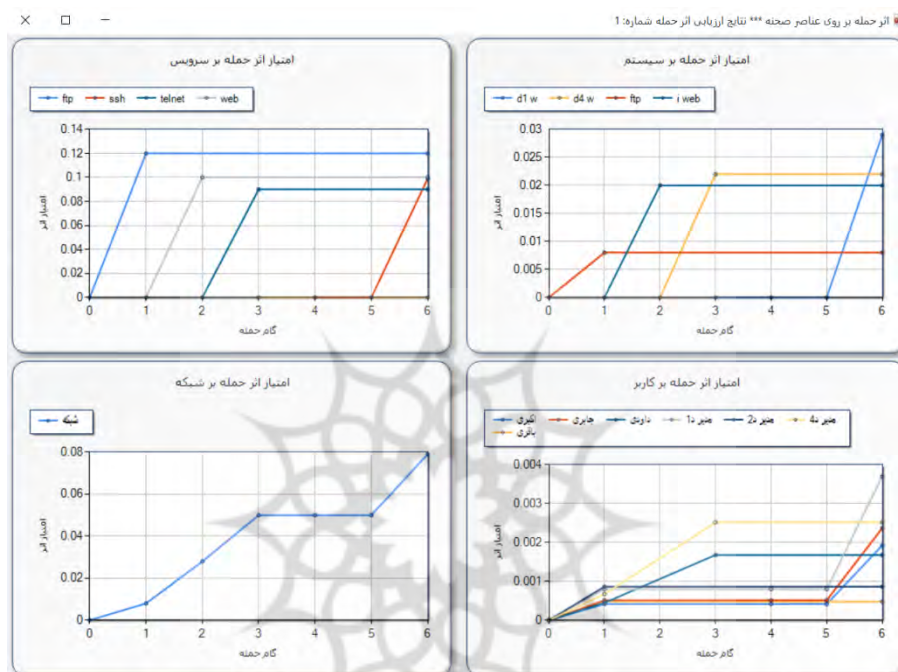 اثر حمله بر روی عناصر صحنه *** نتایج ارزیابی اثر حمله شماره: 1
امتیاز اثر حمله بر سیستم
d1 w d4 w ftp i web
0.03
0.025
0.02
0.015
0.01
0.005
0
امتیاز اثر
0 1 2 3 4 5 6
گام حمله
امتیاز اثر حمله بر سرویس
ftp ssh telnet web
0.14
0.12
0.1
0.08
0.06
0.04
0.02
0
امتیاز اثر
0 1 2 3 4 5 6
گام حمله
امتیاز اثر حمله بر کاربر
جابری داودی مدیر د1 مدیر د2 مدیر د4
باقری
0.004
0.003
0.002
0.001
0
امتیاز اثر
0 1 2 3 4 5 6
گام حمله
امتیاز اثر حمله بر شبکه
شبکه
0.08
0.06
0.04
0.02
0
امتیاز اثر
0 1 2 3 4 5 6
گام حمله